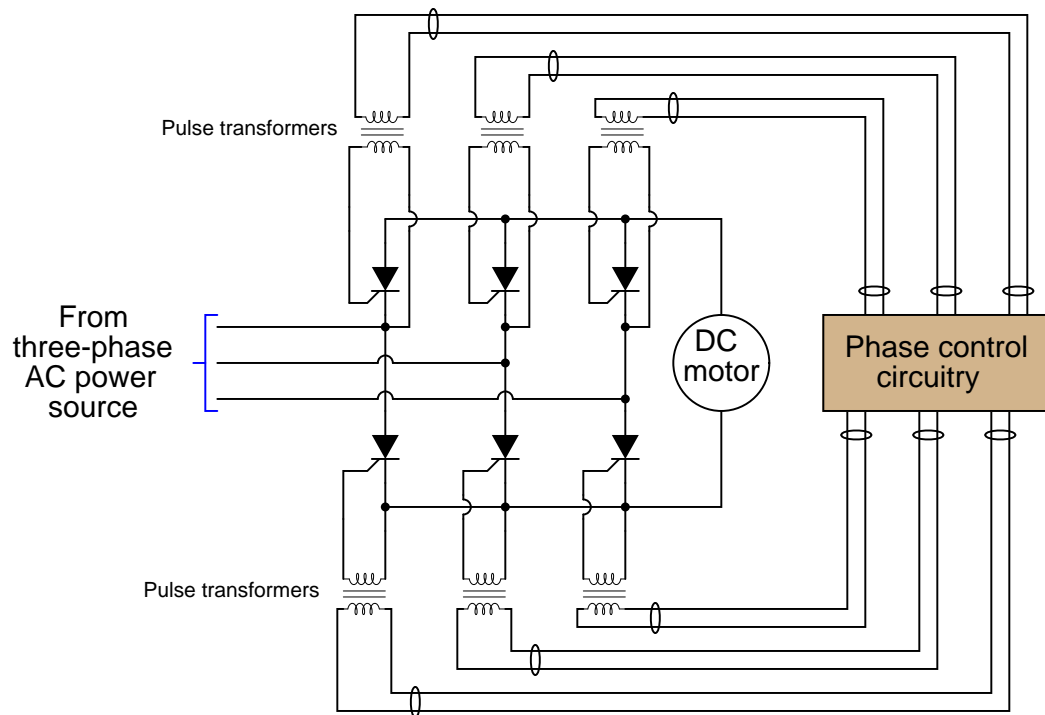 Pulse transformers
From
three-phase
AC power
source
DC
motor
Phase control
circuitry
Pulse transformers